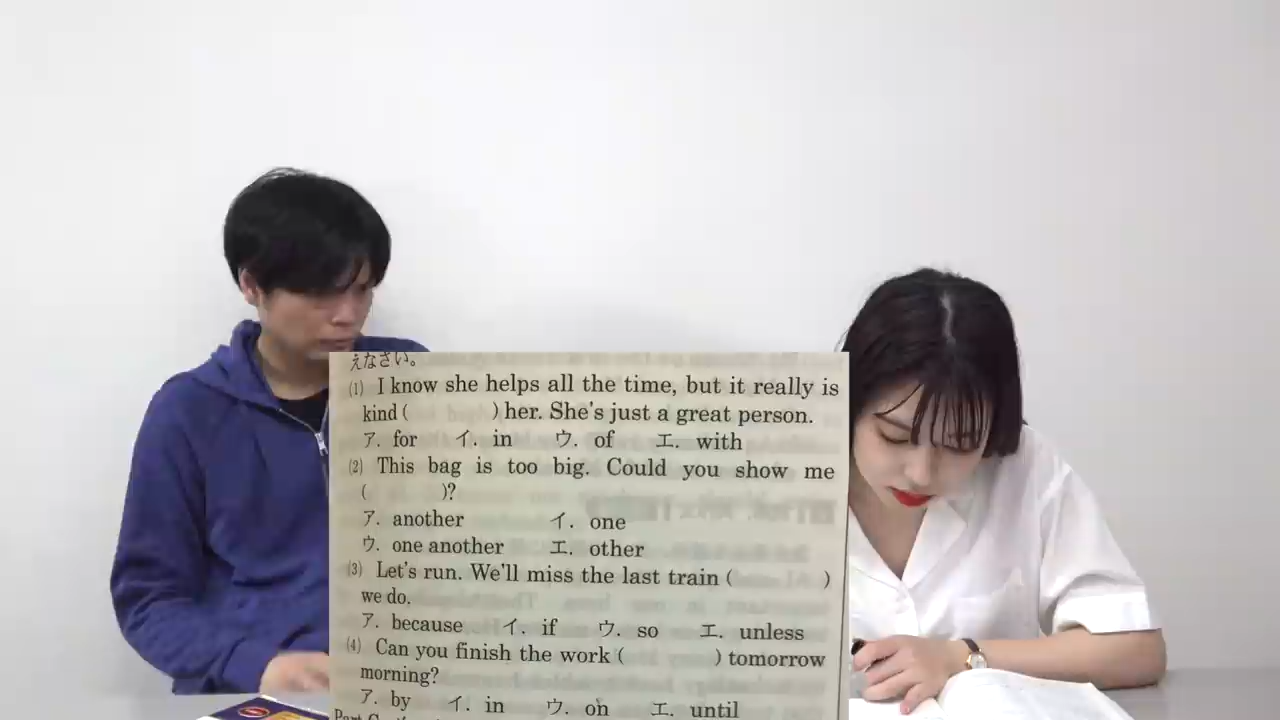 えなさい。
(1) I know she helps all the time, but it really is
kind ( ) her. She's just a great person.
ア. for イ. in ウ. of エ. with
(2) This bag is too big. Could you show me
( )?
ア. another イ. one
ウ. one another エ. other
(3) Let's run. We'll miss the last train ( )
we do.
ア. because イ. if ウ. so エ. unless
(4) Can you finish the work ( ) tomorrow
morning?
ア. by イ. in ウ. on エ. until